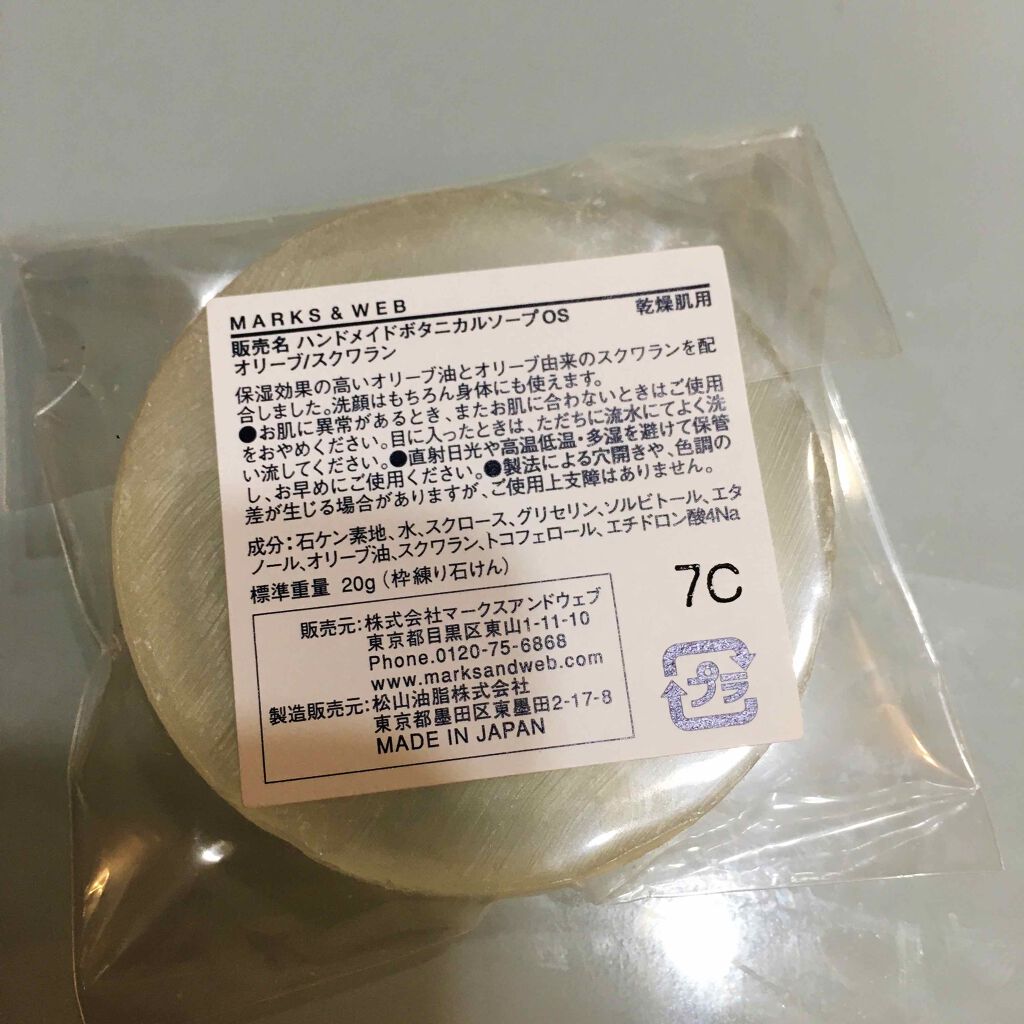 MARKS & WEB
乾燥肌用
販売名 ハンドメイドボタニカルソープOS
オリーブ/スクワラン
保湿効果の高いオリーブ油とオリーブ由来のスクワランを配
合しました。洗顔はもちろん身体にも使えます。
●お肌に異常があるとき、またお肌に合わないときはご使用
をおやめください。目に入ったときは、ただちに流水にてよく洗
い流してください。●直射日光や高温低温・多湿を避けて保管
し、お早めにご使用ください。●製法による穴開きや、色調の
差が生じる場合がありますが、ご使用上支障はありません。
成分:石ケン素地、水、スクロース、グリセリン、ソルビトール、エタ
ノール、オリーブ油、スクワラン、トコフェロール、エチドロン酸4Na
標準重量 20g (枠練り石けん)
7C
販売元:株式会社マークスアンドウェブ
東京都目黒区東山1-11-10
Phone.0120-75-6868
www.marksandweb.com
製造販売元:松山油脂株式会社
東京都墨田区東墨田2-17-8
MADE IN JAPAN
プラ